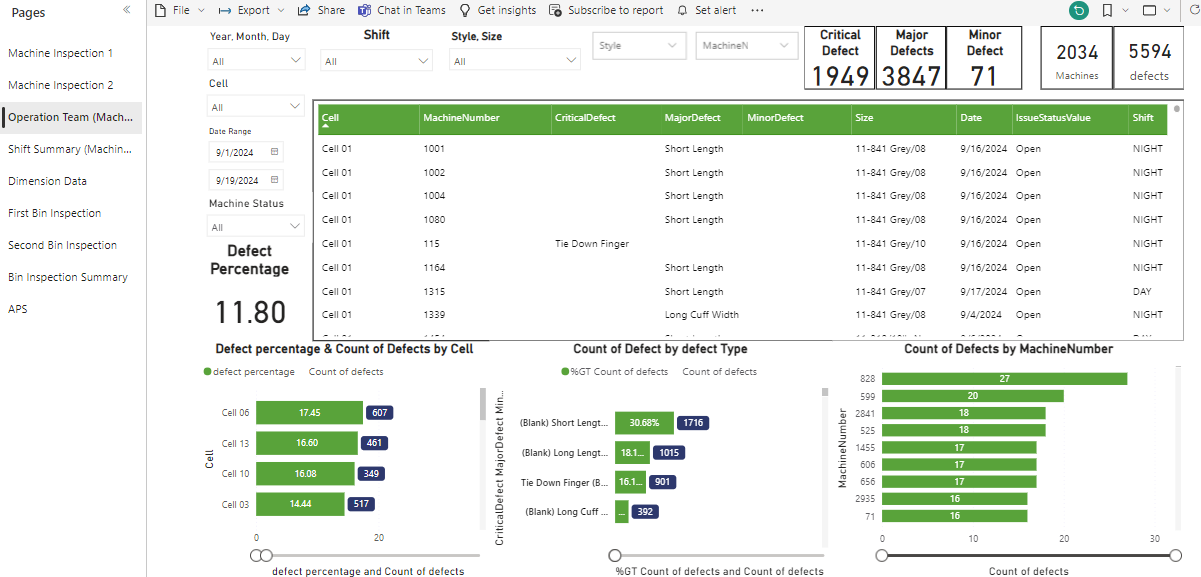 Pages
«
Machine Inspection 1
Machine Inspection 2
Operation Team (Mach...
Shift Summary (Machin...
Dimension Data
First Bin Inspection
Second Bin Inspection
Bin Inspection Summary
APS
File Export Share Chat in Teams Get insights Subscribe to report Set alert ...
Year, Month, Day
All
Shift
All
Style, Size
All
Style
MachineN
Critical Defect
1949
Major Defects
3847
Minor Defect
71
2034
Machines
5594
defects
Cell
All
Date Range
9/1/2024
9/19/2024
Machine Status
All
Defect Percentage
11.80
Cell MachineNumber CriticalDefect MajorDefect MinorDefect Size Date IssueStatusValue Shift
Cell 01 1001 Short Length 11-841 Grey/08 9/16/2024 Open NIGHT
Cell 01 1002 Short Length 11-841 Grey/08 9/16/2024 Open NIGHT
Cell 01 1004 Short Length 11-841 Grey/08 9/16/2024 Open NIGHT
Cell 01 1080 Short Length 11-841 Grey/08 9/16/2024 Open NIGHT
Cell 01 115 Tie Down Finger 11-841 Grey/10 9/16/2024 Open NIGHT
Cell 01 1164 Short Length 11-841 Grey/08 9/16/2024 Open NIGHT
Cell 01 1315 Short Length 11-841 Grey/07 9/17/2024 Open DAY
Cell 01 1339 Long Cuff Width 11-841 Grey/08 9/4/2024 Open NIGHT
Defect percentage & Count of Defects by Cell
defect percentage Count of defects
Cell
Cell 06 17.45 607
Cell 13 16.60 461
Cell 10 16.08 349
Cell 03 14.44 517
0 20
defect percentage and Count of defects
Count of Defect by defect Type
%GT Count of defects Count of defects
CriticalDefect MajorDefect Min...
(Blank) Short Lengt... 30.68% 1716
(Blank) Long Lengt... 18.1... 1015
Tie Down Finger (B... 16.1... 901
(Blank) Long Cuff ... ... 392
%GT Count of defects and Count of defects
Count of Defects by MachineNumber
MachineNumber
828 27
599 20
2841 18
525 18
1455 17
606 17
656 17
2935 16
71 16
0 10 20 30
Count of defects